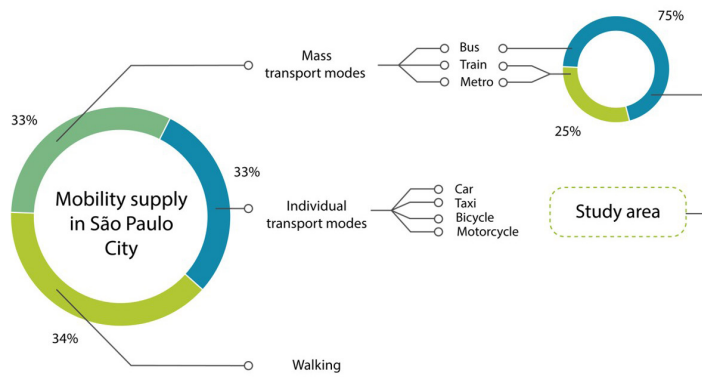 75%
Bus
Mass
transport modes
Train
Metro
33%
25%
33%
Mobility supply
in São Paulo
City
Individual
transport modes
Car
Taxi
Bicycle
Motorcycle
Study area
34%
Walking